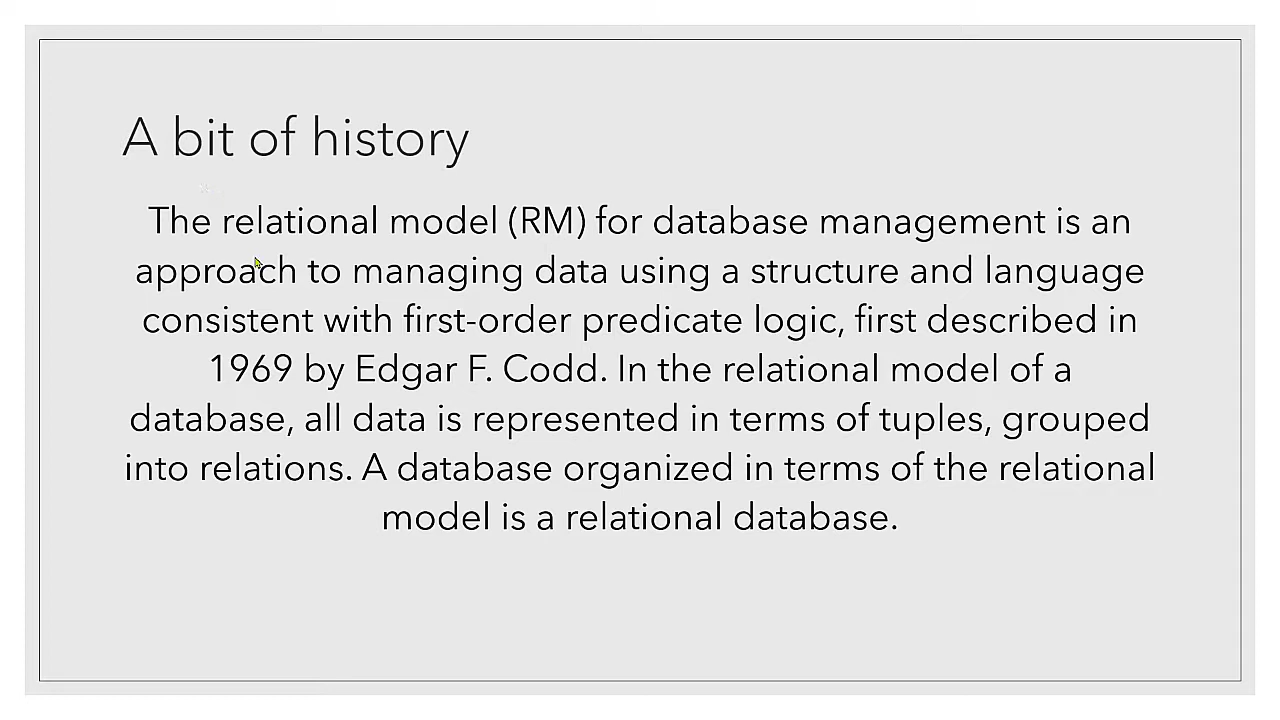 A bit of history
The relational model (RM) for database management is an
approach to managing data using a structure and language
consistent with first-order predicate logic, first described in
1969 by Edgar F. Codd. In the relational model of a
database, all data is represented in terms of tuples, grouped
into relations. A database organized in terms of the relational
model is a relational database.